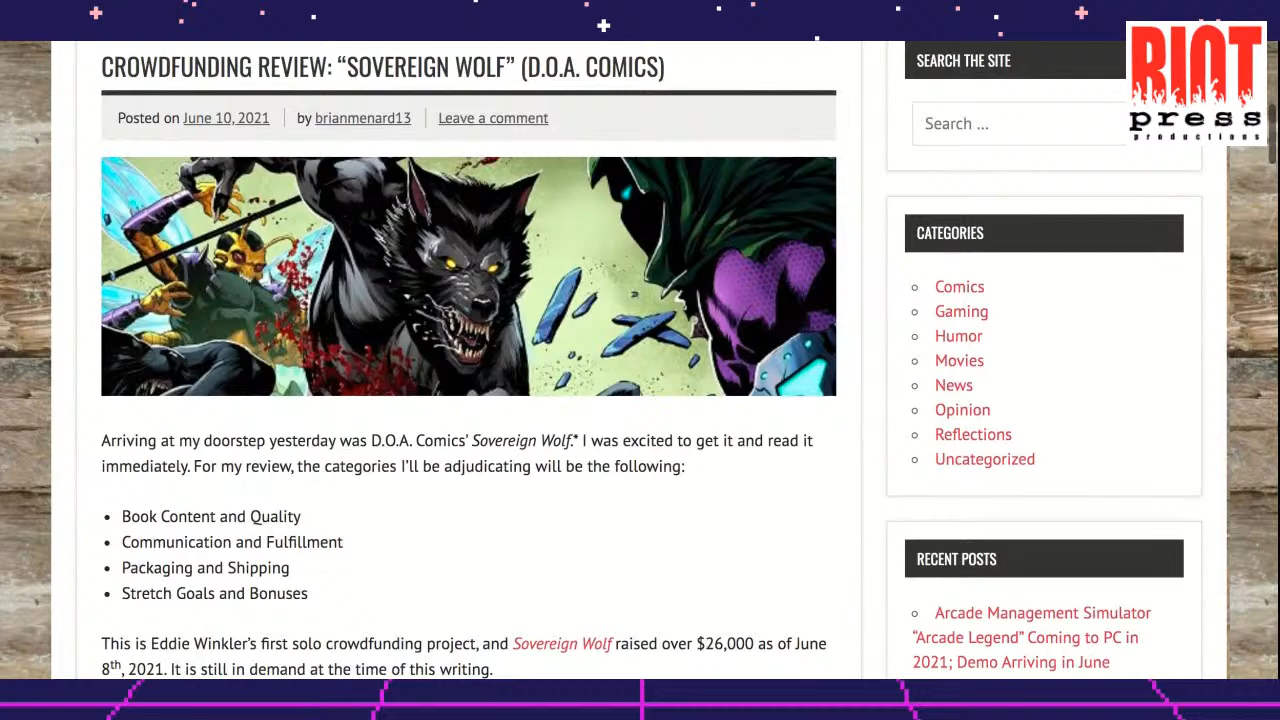 CROWDFUNDING REVIEW: “SOVEREIGN WOLF” (D.O.A. COMICS)
Posted on June 10, 2021 by brianmenard13 Leave a comment
Arriving at my doorstep yesterday was D.O.A. Comics’ Sovereign Wolf.* I was excited to get it and read it
immediately. For my review, the categories I’ll be adjudicating will be the following:
• Book Content and Quality
• Communication and Fulfillment
• Packaging and Shipping
• Stretch Goals and Bonuses
This is Eddie Winkler’s first solo crowdfunding project, and Sovereign Wolf raised over $26,000 as of June
8th, 2021. It is still in demand at the time of this writing.
SEARCH THE SITE
Search ...
RIOT
press
productions
CATEGORIES
Comics
Gaming
Humor
Movies
News
Opinion
Reflections
Uncategorized
RECENT POSTS
Arcade Management Simulator
“Arcade Legend” Coming to PC in
2021; Demo Arriving in June